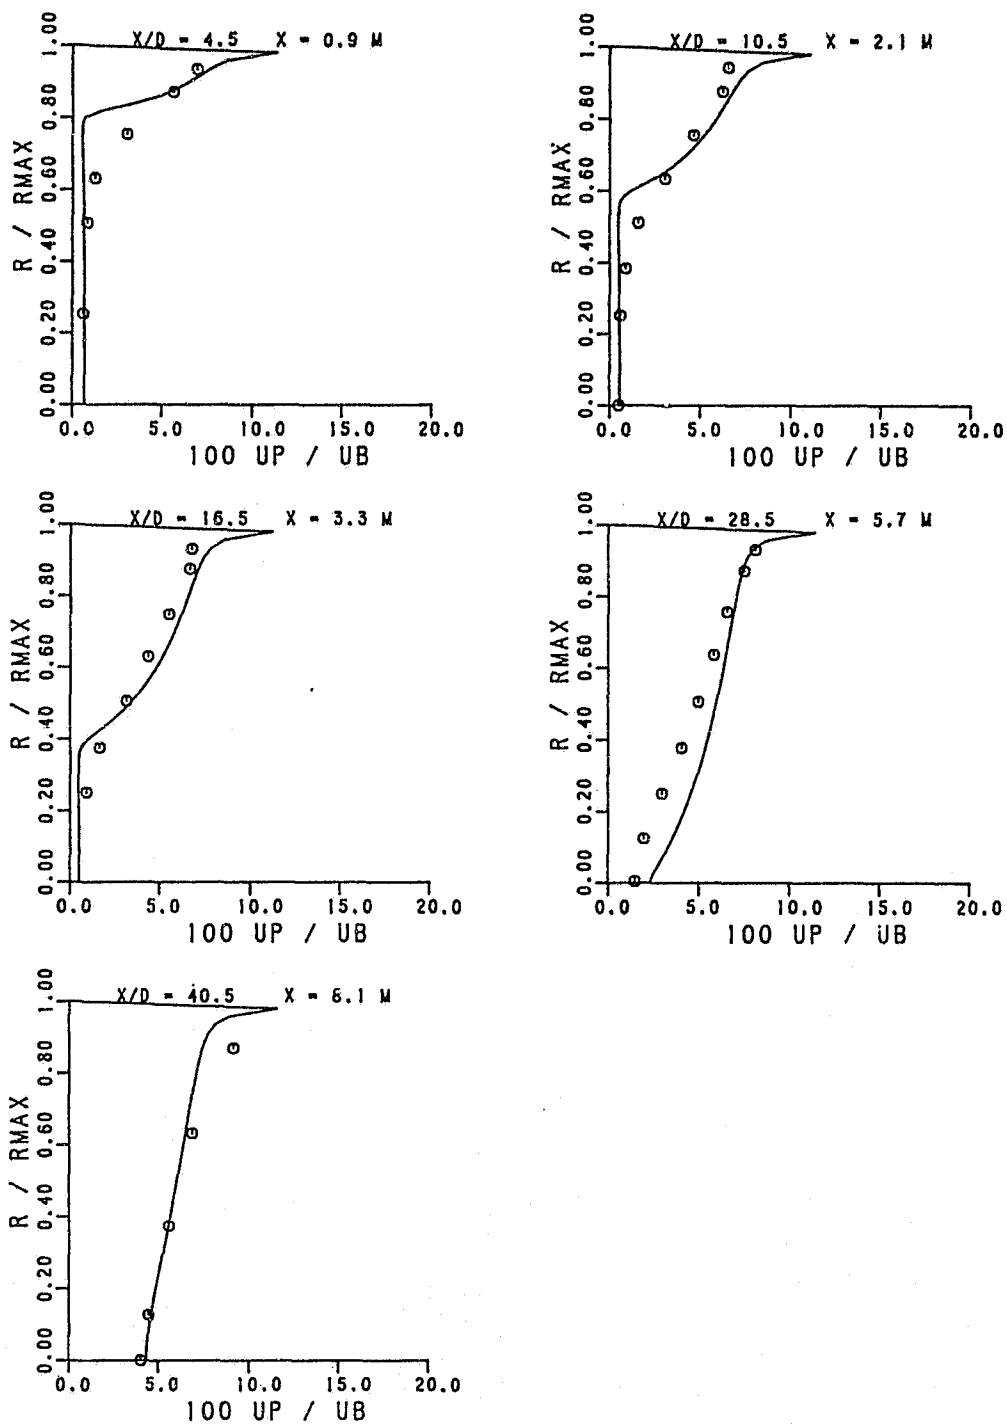 X/D = 4.5 X = 0.9 M
1.00
0.80
0.60
0.40
0.20
0.00
R / RMAX
0.0 5.0 10.0 15.0 20.0
100 UP / UB
X/D = 10.5 X = 2.1 M
1.00
0.80
0.60
0.40
0.20
0.00
R / RMAX
0.0 5.0 10.0 15.0 20.0
100 UP / UB
X/D = 16.5 X = 3.3 M
1.00
0.80
0.60
0.40
0.20
0.00
R / RMAX
0.0 5.0 10.0 15.0 20.0
100 UP / UB
X/D = 28.5 X = 5.7 M
1.00
0.80
0.60
0.40
0.20
0.00
R / RMAX
0.0 5.0 10.0 15.0 20.0
100 UP / UB
X/D = 40.5 X = 8.1 M
1.00
0.80
0.60
0.40
0.20
0.00
R / RMAX
0.0 5.0 10.0 15.0 20.0
100 UP / UB